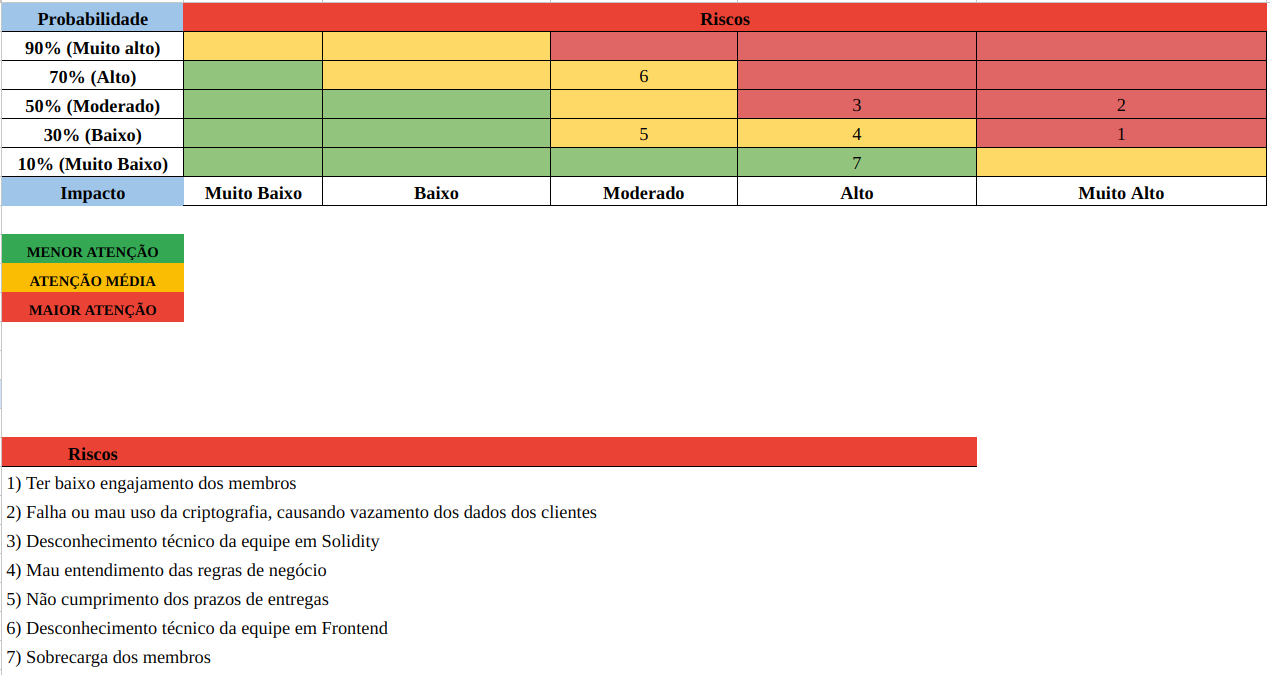 Probabilidade Riscos
90% (Muito alto)
70% (Alto) 6
50% (Moderado) 3 2
30% (Baixo) 5 4 1
10% (Muito Baixo) 7
Impacto Muito Baixo Baixo Moderado Alto Muito Alto
MENOR ATENÇÃO
ATENÇÃO MÉDIA
MAIOR ATENÇÃO
Riscos
1) Ter baixo engajamento dos membros
2) Falha ou mau uso da criptografia, causando vazamento dos dados dos clientes
3) Desconhecimento técnico da equipe em Solidity
4) Mau entendimento das regras de negócio
5) Não cumprimento dos prazos de entregas
6) Desconhecimento técnico da equipe em Frontend
7) Sobrecarga dos membros